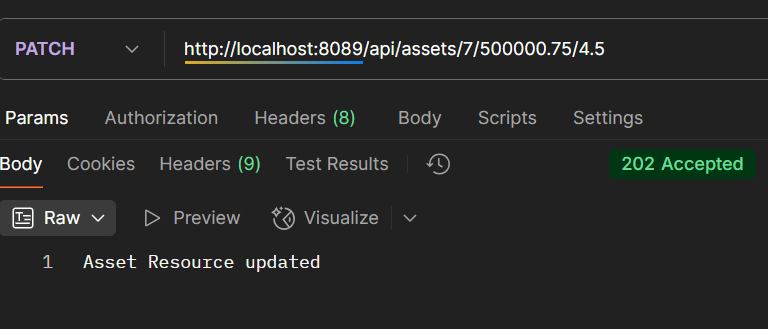 PATCH http://localhost:8089/api/assets/7/500000.75/4.5
Params Authorization Headers (8) Body Scripts Settings
Body Cookies Headers (9) Test Results 202 Accepted
Raw Preview Visualize
1 Asset Resource updated